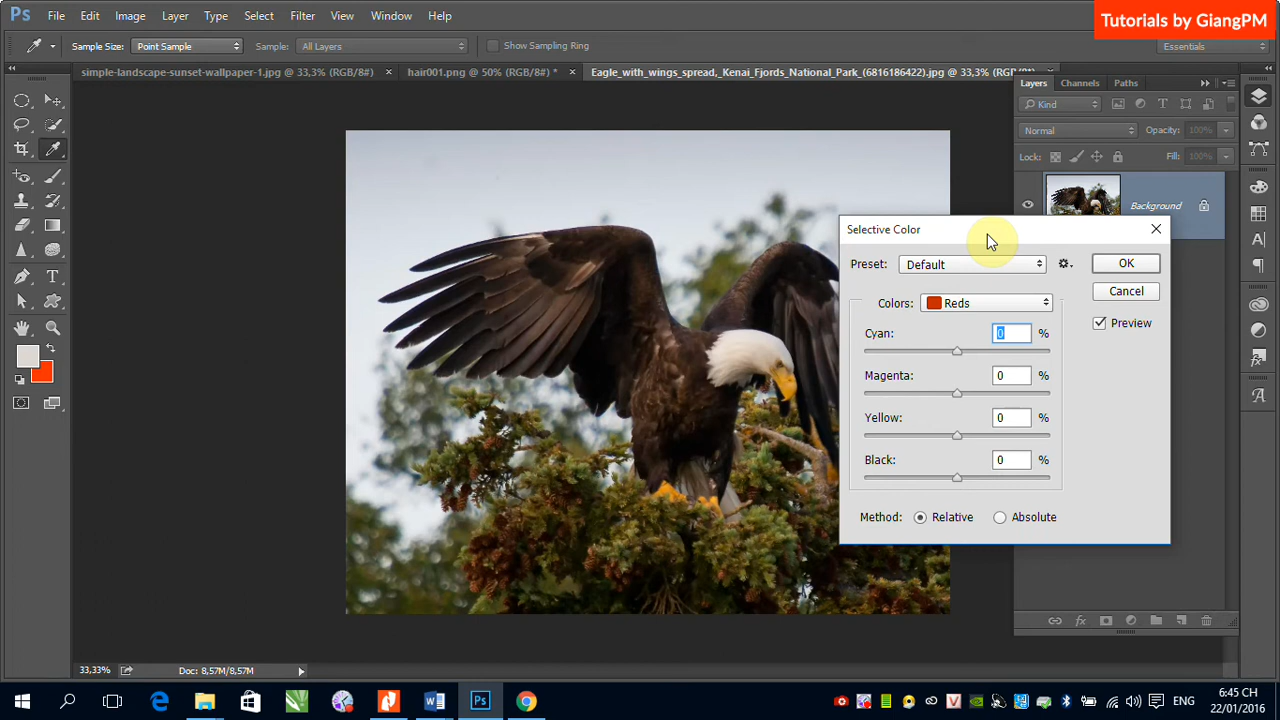 Ps File Edit Image Layer Type Select Filter View Window Help
Tutorials by GiangPM
Sample Size: Point Sample Sample: All Layers Show Sampling Ring Essentials
simple-landscape-sunset-wallpaper-1.jpg @ 33,3% (RGB/8#) × hair001.png @ 50% (RGB/8#) * × Eagle_with_wings_spread,_Kenai_Fjords_National_Park_(6816186422).jpg @ 33,3% (RGB/8*)
Layers Channels Paths
Kind
Normal Opacity: 100%
Lock: Fill: 100%
Background
Selective Color
Preset: Default OK
Colors: Reds Cancel
Cyan: 0 % Preview
Magenta: 0 %
Yellow: 0 %
Black: 0 %
Method: Relative Absolute
33,33% Doc: 8,57M/8,57M
ENG 6:45 CH
22/01/2016